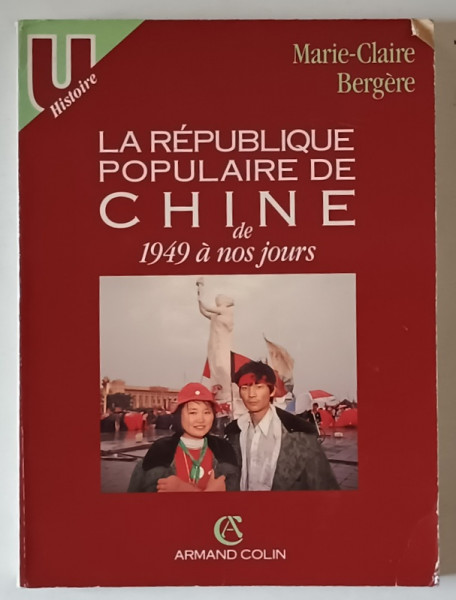 U
Histoire
Marie-Claire
Bergère
LA RÉPUBLIQUE
POPULAIRE DE
CHINE
de
1949 à nos jours
AC
ARMAND COLIN